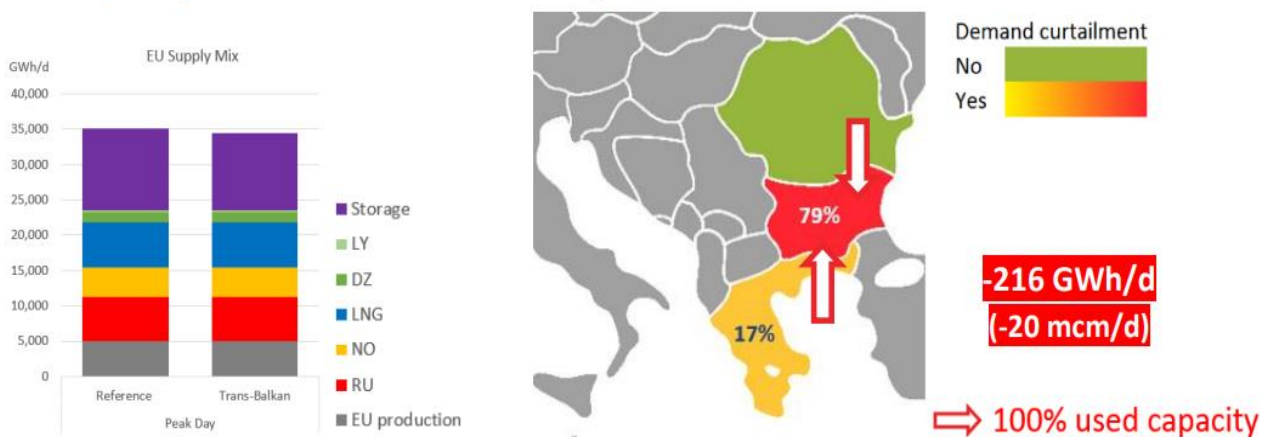 EU Supply Mix
GWh/d
40,000
35,000
30,000
25,000
20,000
15,000
10,000
5,000
0
Reference
Trans-Balkan
Peak Day
Storage
LY
DZ
LNG
NO
RU
EU production
79%
17%
Demand curtailment
No
Yes
-216 GWh/d
(-20 mcm/d)
100% used capacity